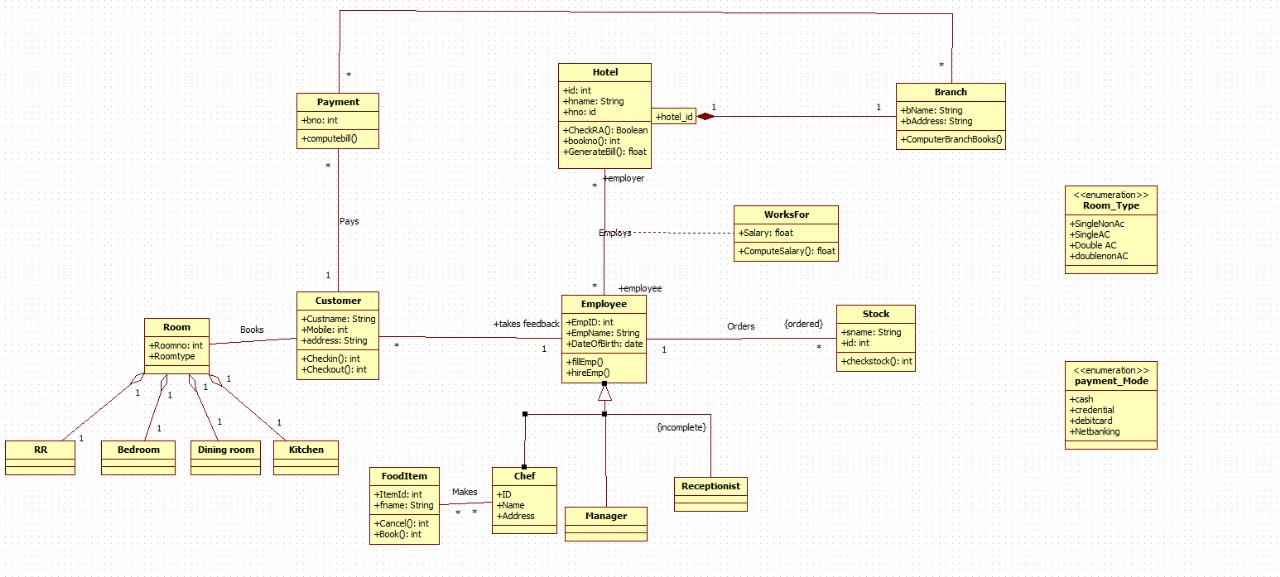 *
*
Payment
+bno: int
+computebill()
Hotel
+id: int
+hname: String
+hno: id
+CheckRA(): Boolean
+bookno(): int
+GenerateBill(): float
+hotel_id
1
1
Branch
+bName: String
+bAddress: String
+ComputerBranchBooks()
*
Pays
1
+employer
*
Employs
*
+employee
WorksFor
+Salary: float
+ComputeSalary(): float
<<enumeration>>
Room_Type
+SingleNonAc
+SingleAC
+Double AC
+doublenonAC
Customer
+Custname: String
+Mobile: int
+address: String
+Checkin(): int
+Checkout(): int
+takes feedback
*
1
Employee
+EmpID: int
+EmpName: String
+DateOfBirth: date
+fillEmp()
+hireEmp()
Orders
{ordered}
1
*
Stock
+sname: String
+id: int
+checkstock(): int
Room
+Roomno: int
+Roomtype
Books
1
1
1
1
1
1
1
1
RR
Bedroom
Dining room
Kitchen
<<enumeration>>
payment_Mode
+cash
+credential
+debitcard
+Netbanking
{incomplete}
FoodItem
+ItemId: int
+fname: String
+Cancel(): int
+Book(): int
Makes
*
*
Chef
+ID
+Name
+Address
Manager
Receptionist